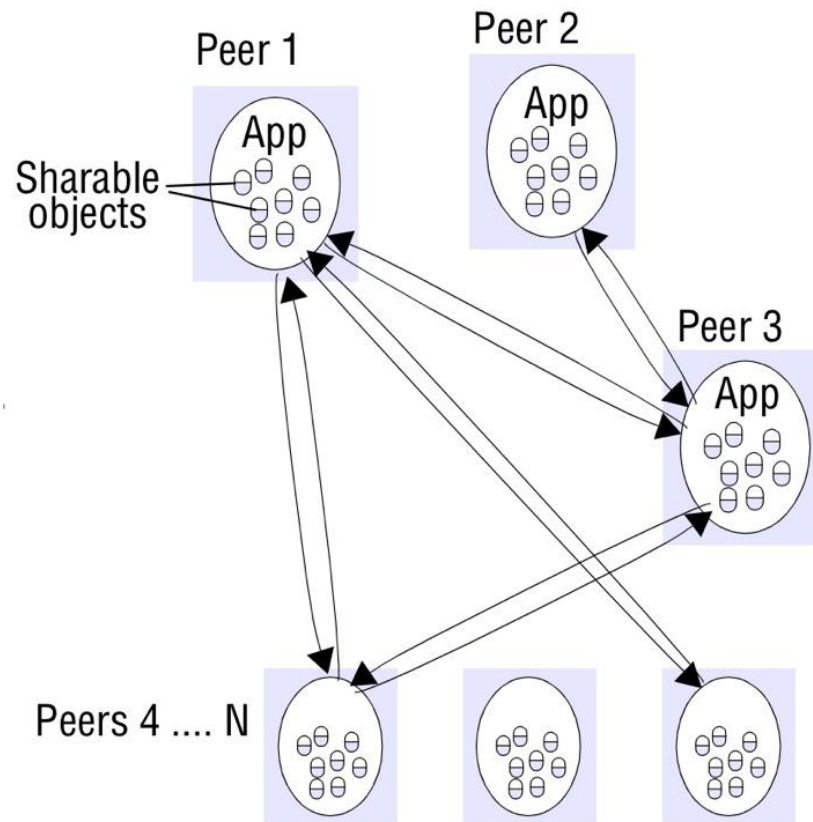 Peer 1
Peer 2
App
App
Sharable
objects
Peer 3
App
Peers 4 .... N